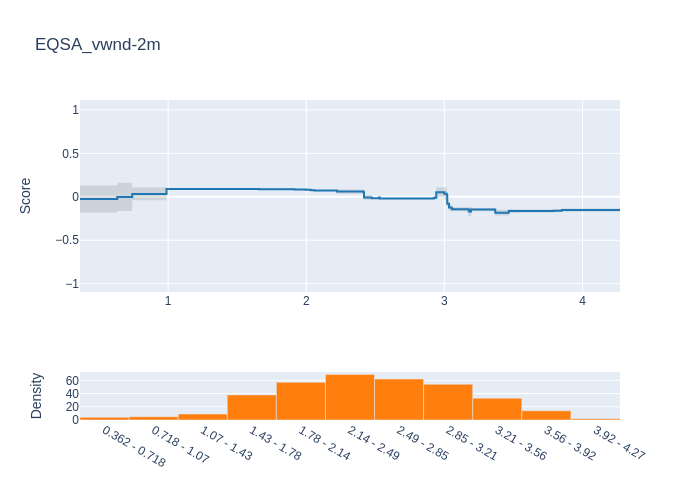 EQSA_vwnd-2m
Score
1
0.5
0
−0.5
−1
1
2
3
4
Density
60
40
20
0
0.362 - 0.718
0.718 - 1.07
1.07 - 1.43
1.43 - 1.78
1.78 - 2.14
2.14 - 2.49
2.49 - 2.85
2.85 - 3.21
3.21 - 3.56
3.56 - 3.92
3.92 - 4.27